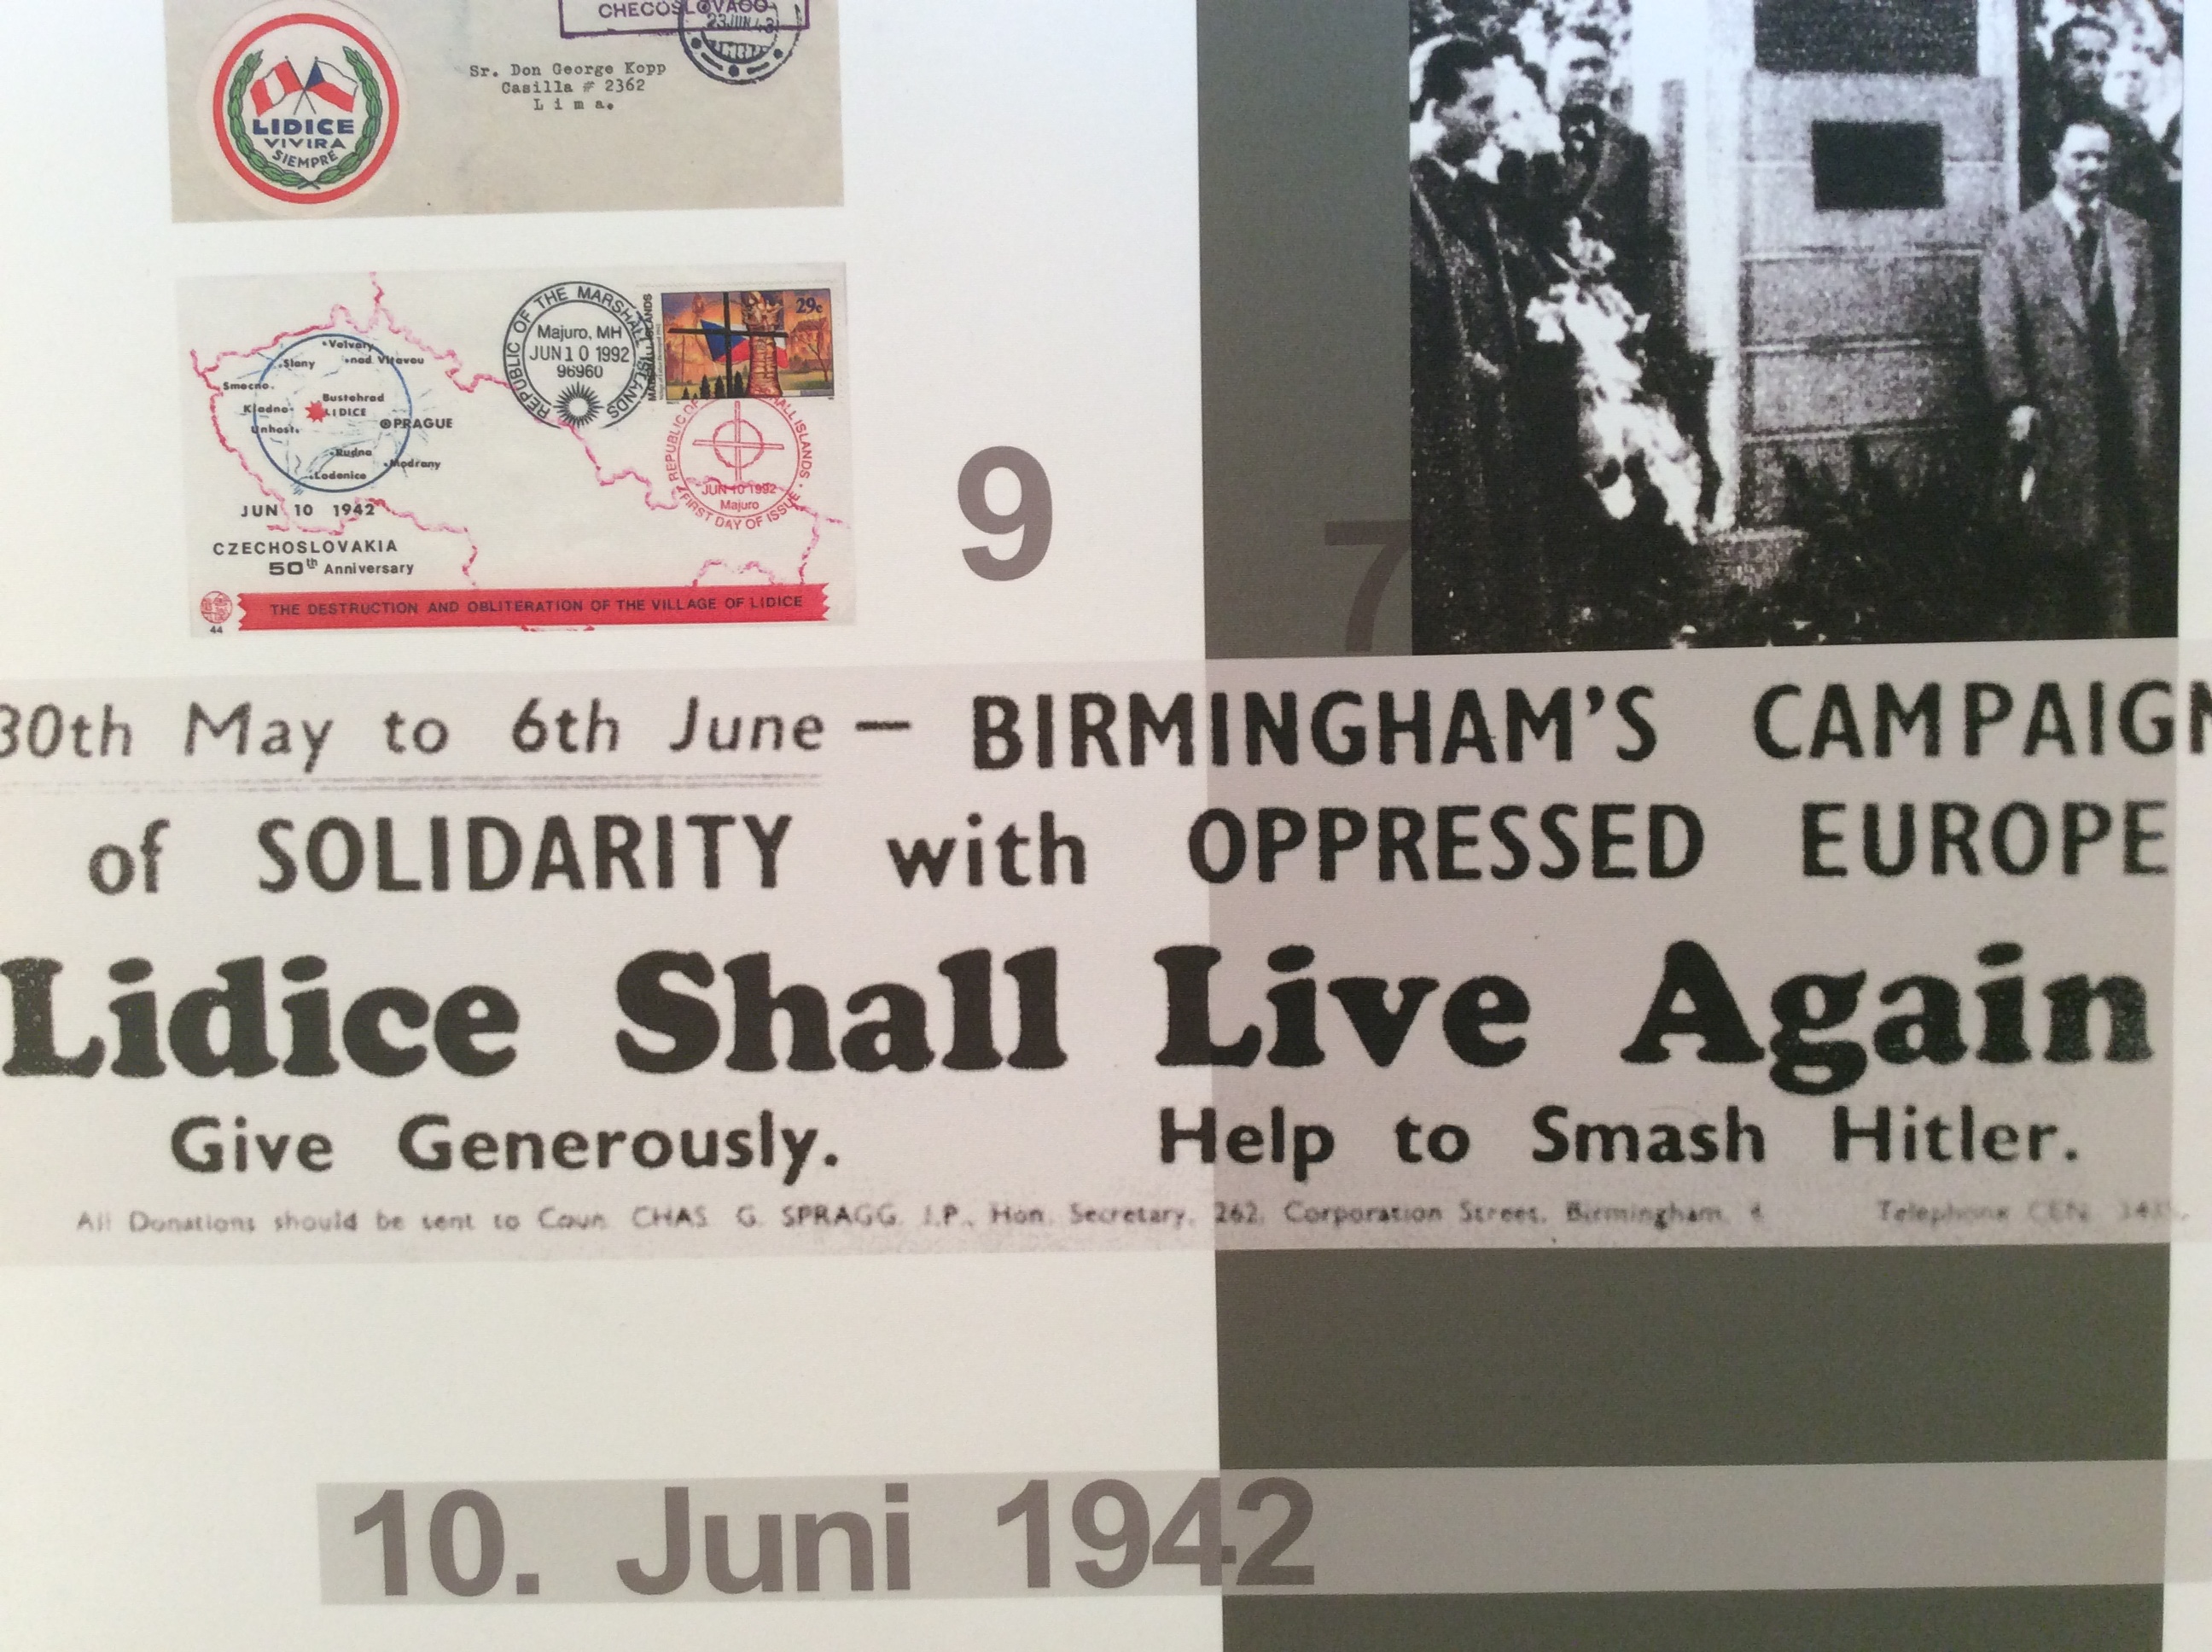 CHECOSLOVACO
23 JUN 43
Sr. Don George Kopp
Casilla # 2362
Lima.
LIDICE
VIVIRA
SIEMPRE
REPUBLIC OF THE MARSHALL ISLANDS
Majuro, MH
JUN 10 1992
96960
MARSHALL ISLANDS
29c
Velvary
nad Vltavou
Slany
Smecno
Kladno
Bustehrad
LIDICE
Unhost
PRAGUE
Rudna
Modrany
Lodenice
REPUBLIC OF
HALL ISLANDS
JUN 10 1992
Majuro
FIRST DAY OF ISSUE
JUN 10 1942
CZECHOSLOVAKIA
50th Anniversary
THE DESTRUCTION AND OBLITERATION OF THE VILLAGE OF LIDICE
44
9
7
30th May to 6th June — BIRMINGHAM'S CAMPAIGN
of SOLIDARITY with OPPRESSED EUROPE
Lidice Shall Live Again
Give Generously. Help to Smash Hitler.
All Donations should be sent to Coun. CHAS. G. SPRAGG, J.P., Hon. Secretary, 262, Corporation Street, Birmingham, 4 Telephone CEN.
10. Juni 1942